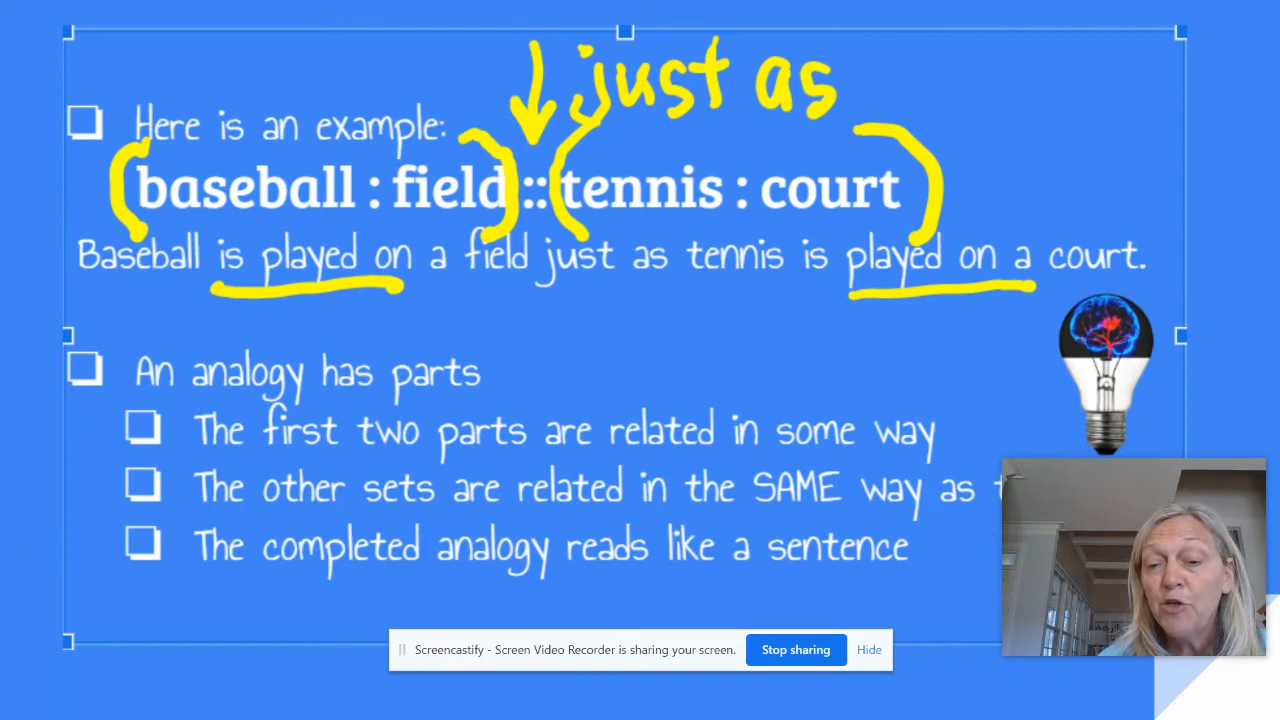 just as
Here is an example:
baseball : field :: tennis : court
Baseball is played on a field just as tennis is played on a court.
An analogy has parts
The first two parts are related in some way
The other sets are related in the SAME way as
The completed analogy reads like a sentence
Screencastify - Screen Video Recorder is sharing your screen. Stop sharing Hide